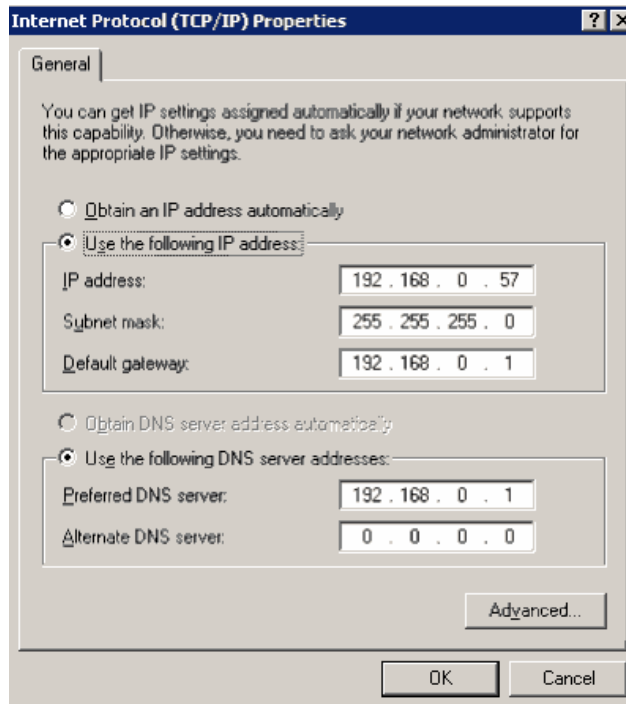 Internet Protocol (TCP/IP) Properties
General
You can get IP settings assigned automatically if your network supports
this capability. Otherwise, you need to ask your network administrator for
the appropriate IP settings.
Obtain an IP address automatically
Use the following IP address:
IP address: 192 . 168 . 0 . 57
Subnet mask: 255 . 255 . 255 . 0
Default gateway: 192 . 168 . 0 . 1
Obtain DNS server address automatically
Use the following DNS server addresses:
Preferred DNS server: 192 . 168 . 0 . 1
Alternate DNS server: 0 . 0 . 0 . 0
Advanced...
OK Cancel